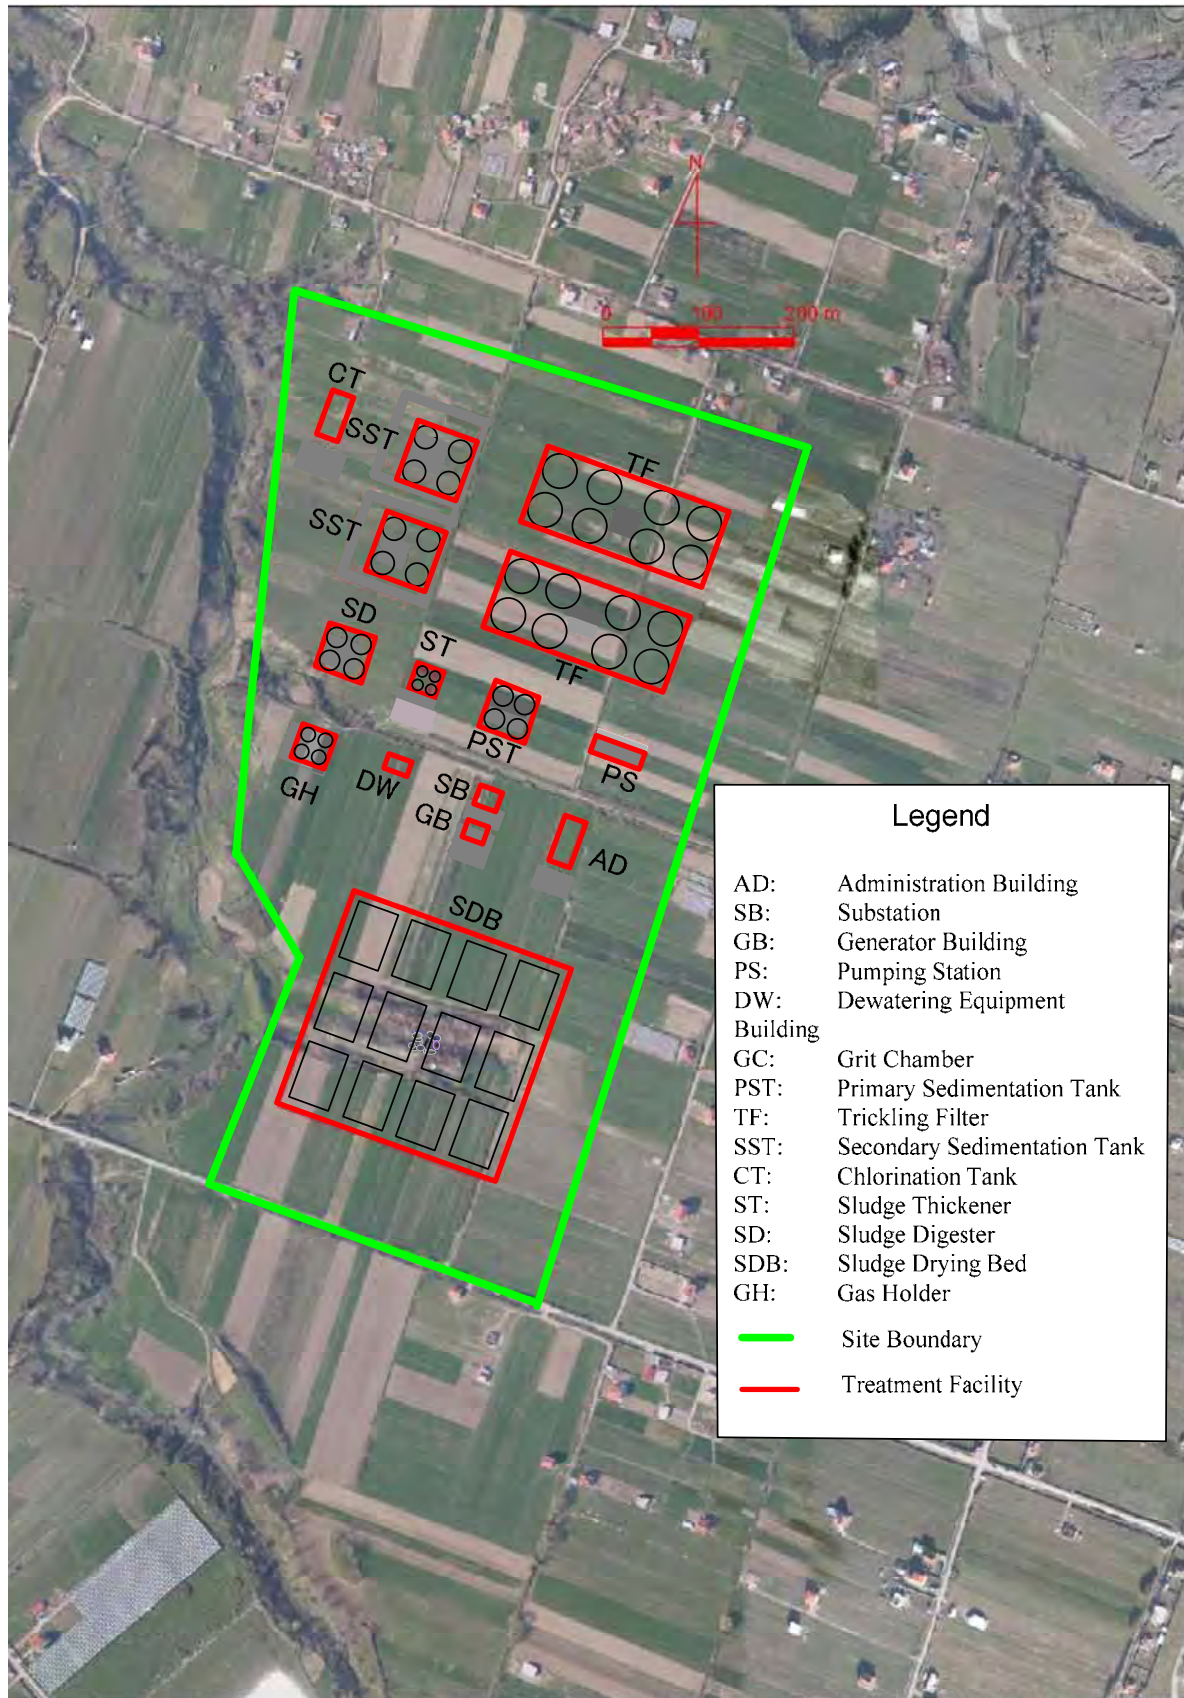 N
0 100 200 m
CT
SST
TF
SST
SD
ST
TF
PST
PS
GH
DW
SB
GB
AD
SDB
Legend
AD: Administration Building
SB: Substation
GB: Generator Building
PS: Pumping Station
DW: Dewatering Equipment
Building
GC: Grit Chamber
PST: Primary Sedimentation Tank
TF: Trickling Filter
SST: Secondary Sedimentation Tank
CT: Chlorination Tank
ST: Sludge Thickener
SD: Sludge Digester
SDB: Sludge Drying Bed
GH: Gas Holder
Site Boundary
Treatment Facility